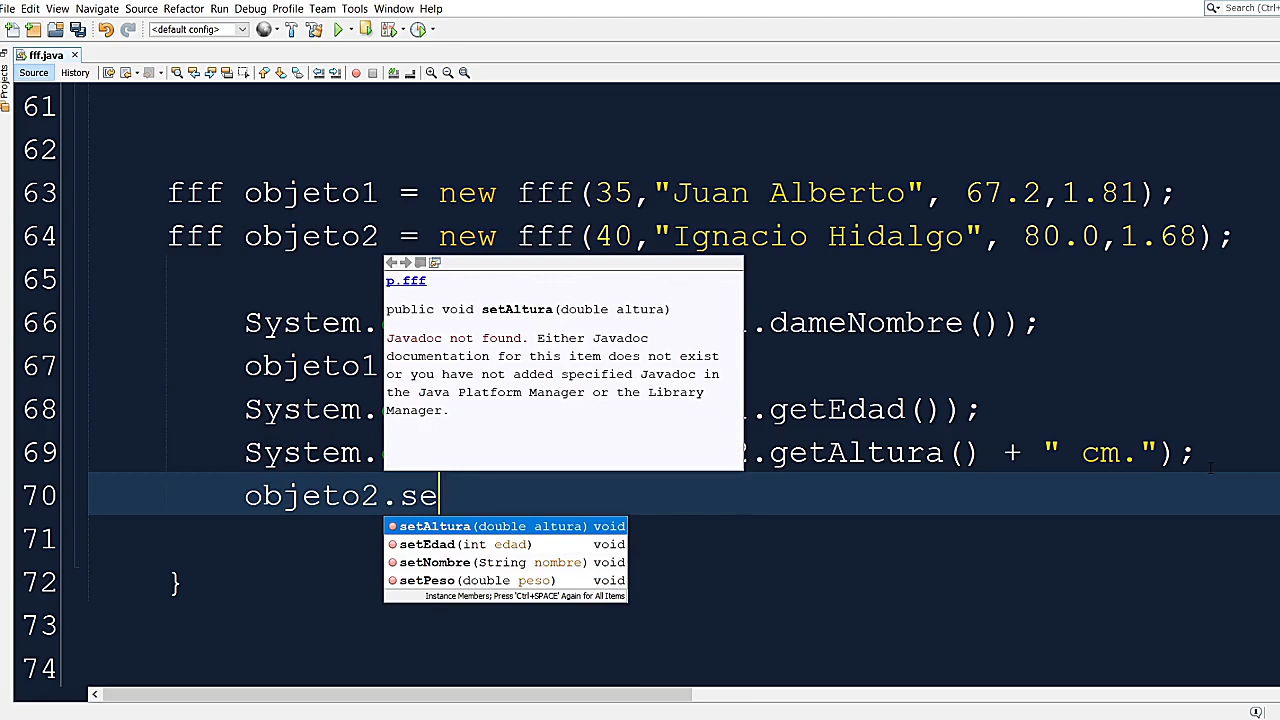 File Edit View Navigate Source Refactor Run Debug Profile Team Tools Window Help
Search (Ctrl+
<default config>
fff.java
Source History
Projects
61
62
63 fff objeto1 = new fff(35,"Juan Alberto", 67.2,1.81);
64 fff objeto2 = new fff(40,"Ignacio Hidalgo", 80.0,1.68);
65
p.fff
public void setAltura(double altura)
Javadoc not found. Either Javadoc
documentation for this item does not exist
or you have not added specified Javadoc in
the Java Platform Manager or the Library
Manager.
66 System. .dameNombre());
67 objeto1
68 System. .getEdad());
69 System. .getAltura() + " cm.");
70 objeto2.se
setAltura(double altura) void
setEdad(int edad) void
setNombre(String nombre) void
setPeso(double peso) void
Instance Members; Press 'Ctrl+SPACE' Again for All Items
71
72 }
73
74